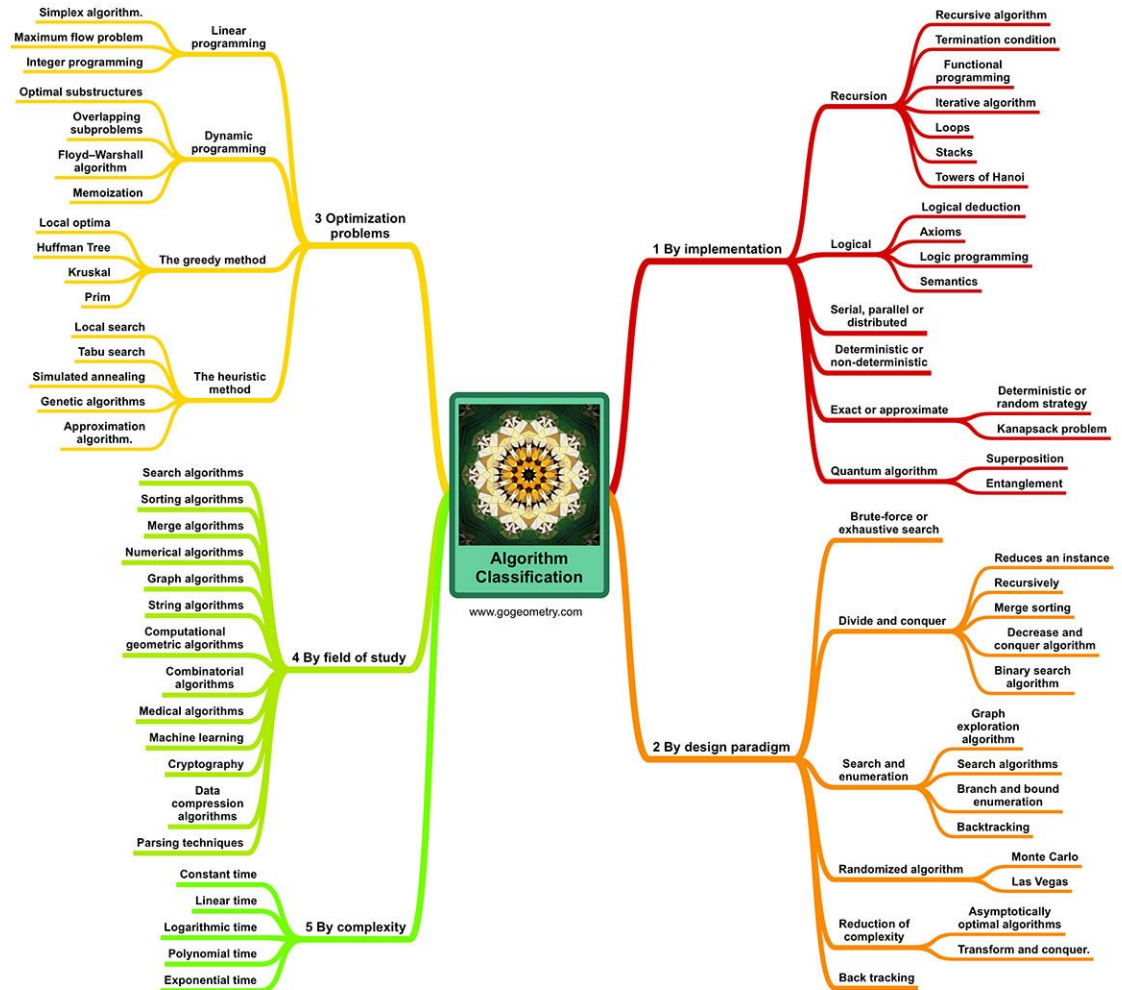 Algorithm
Classification
www.gogeometry.com
1 By implementation
Recursion
Recursive algorithm
Termination condition
Functional
programming
Iterative algorithm
Loops
Stacks
Towers of Hanoi
Logical
Logical deduction
Axioms
Logic programming
Semantics
Serial, parallel or
distributed
Deterministic or
non-deterministic
Exact or approximate
Deterministic or
random strategy
Kanapsack problem
Quantum algorithm
Superposition
Entanglement
2 By design paradigm
Brute-force or
exhaustive search
Divide and conquer
Reduces an instance
Recursively
Merge sorting
Decrease and
conquer algorithm
Binary search
algorithm
Search and
enumeration
Graph
exploration
algorithm
Search algorithms
Branch and bound
enumeration
Backtracking
Randomized algorithm
Monte Carlo
Las Vegas
Reduction of
complexity
Asymptotically
optimal algorithms
Transform and conquer.
Back tracking
3 Optimization
problems
Linear
programming
Simplex algorithm.
Maximum flow problem
Integer programming
Dynamic
programming
Optimal substructures
Overlapping
subproblems
Floyd–Warshall
algorithm
Memoization
The greedy method
Local optima
Huffman Tree
Kruskal
Prim
The heuristic
method
Local search
Tabu search
Simulated annealing
Genetic algorithms
Approximation
algorithm.
4 By field of study
Search algorithms
Sorting algorithms
Merge algorithms
Numerical algorithms
Graph algorithms
String algorithms
Computational
geometric algorithms
Combinatorial
algorithms
Medical algorithms
Machine learning
Cryptography
Data
compression
algorithms
Parsing techniques
5 By complexity
Constant time
Linear time
Logarithmic time
Polynomial time
Exponential time